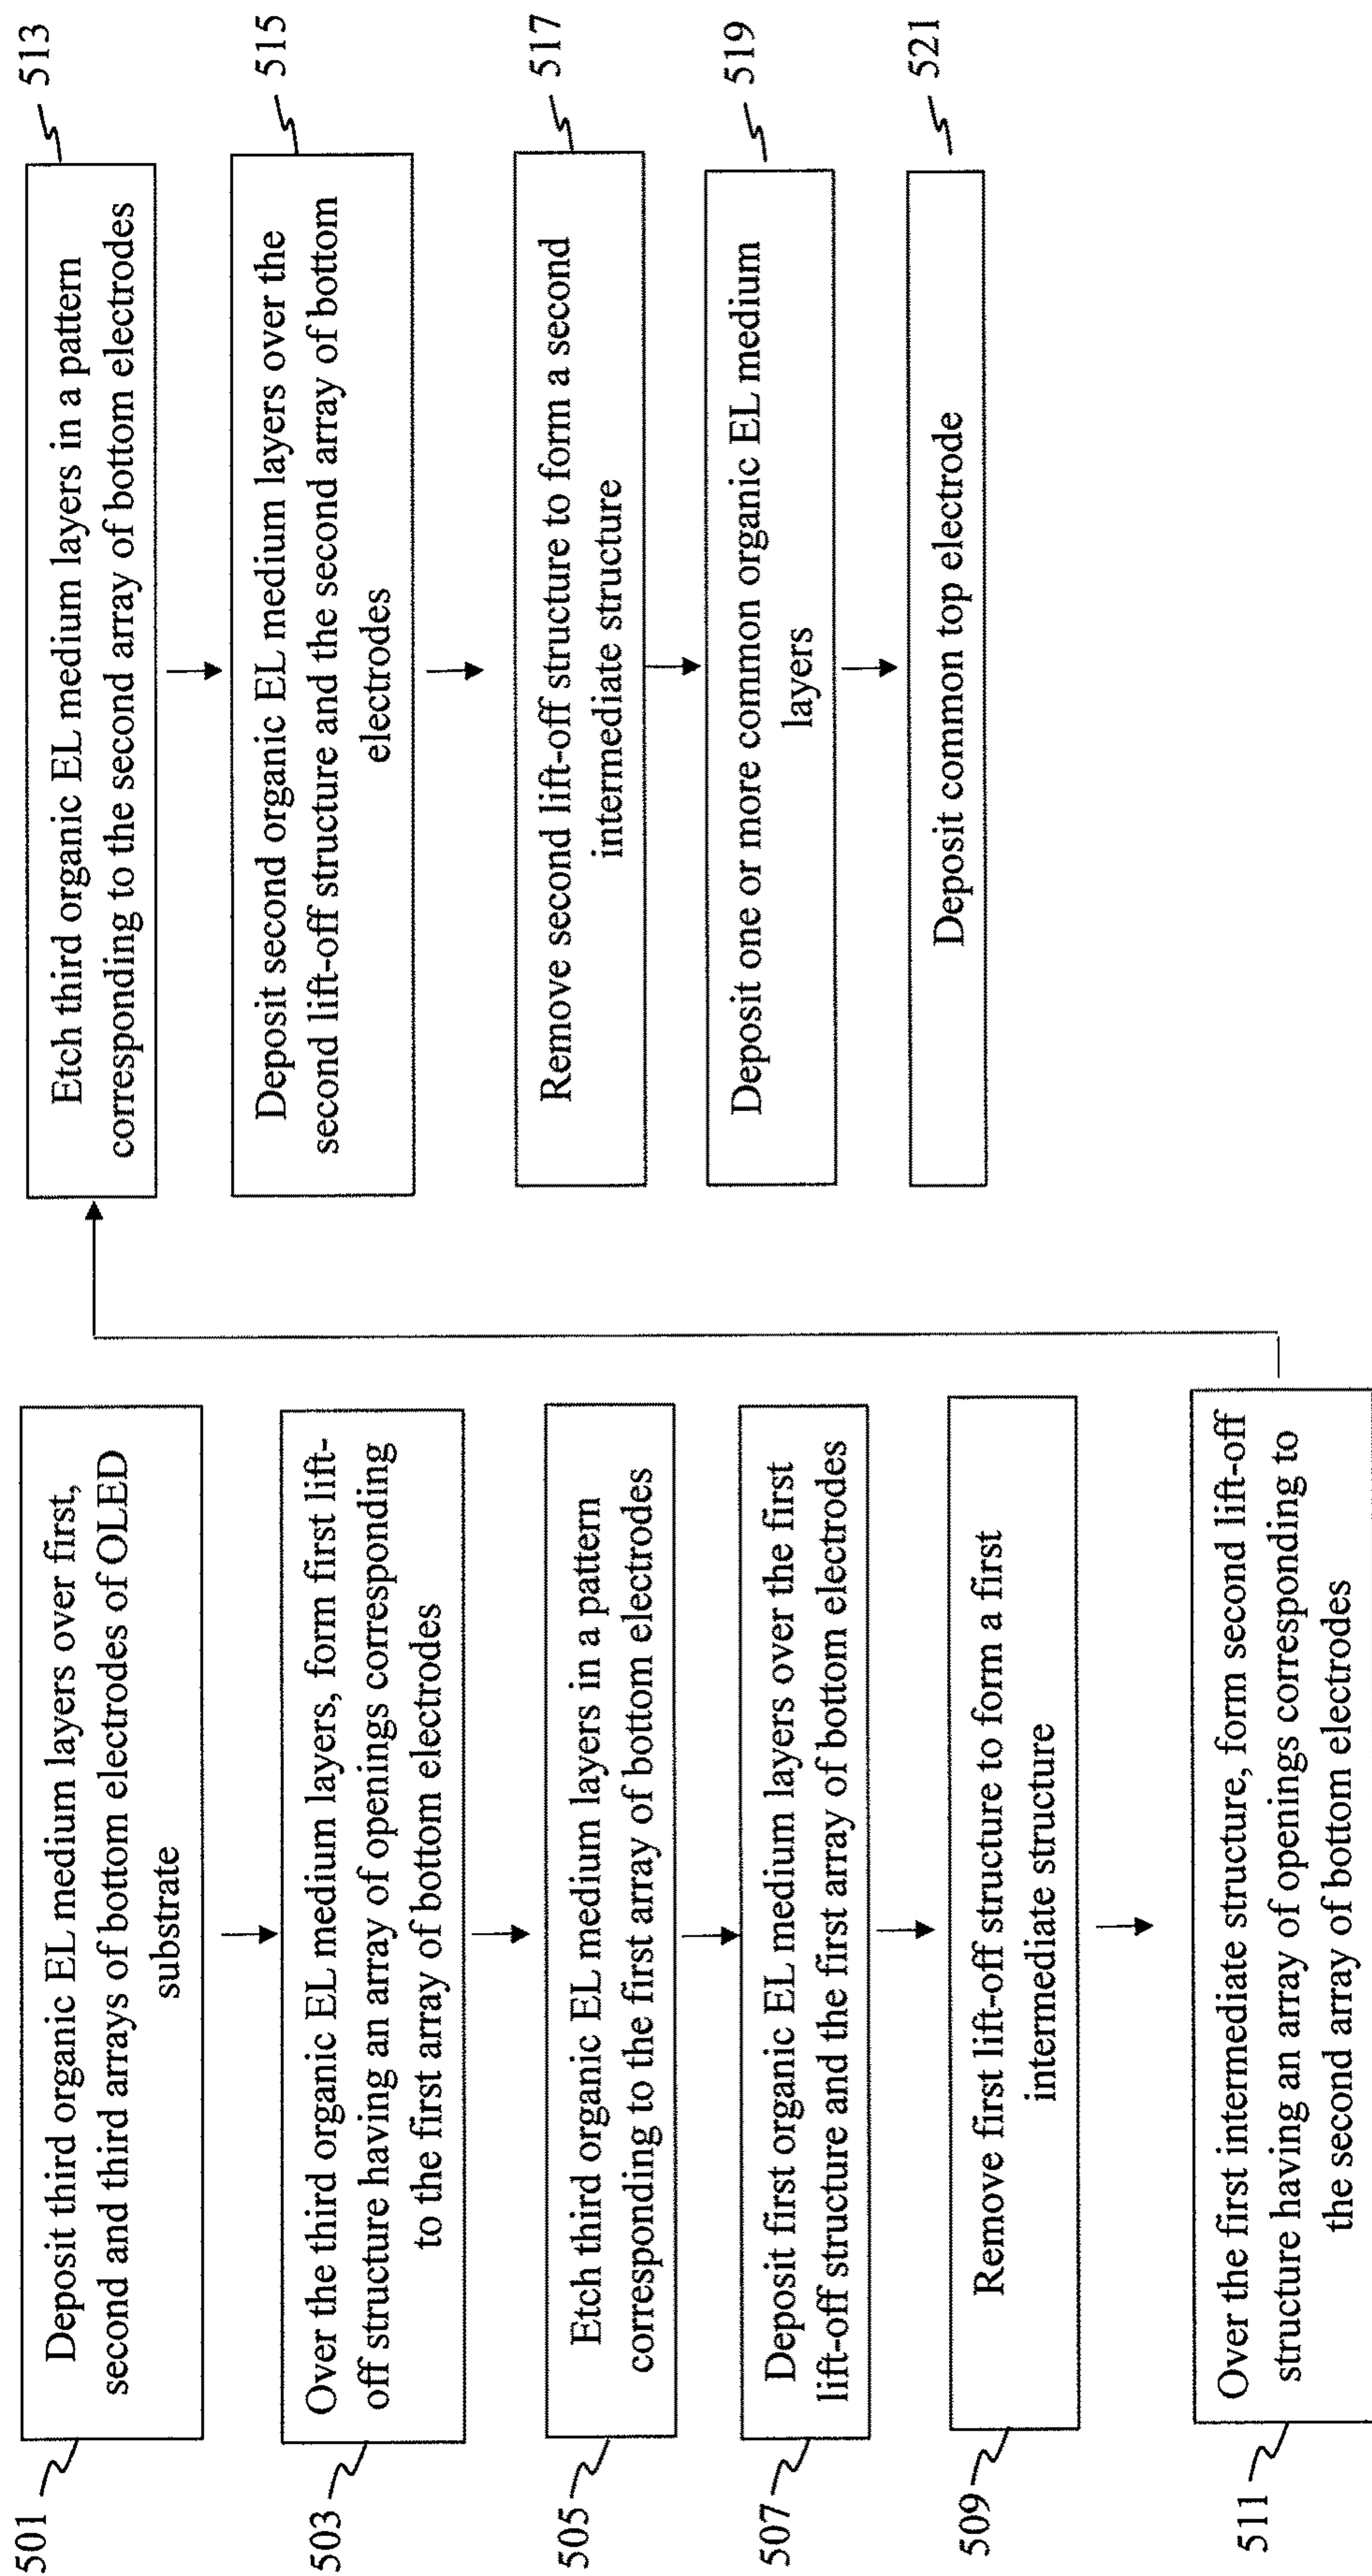 501
Deposit third organic EL medium layers over first,
second and third arrays of bottom electrodes of OLED
substrate
503
Over the third organic EL medium layers, form first lift-
off structure having an array of openings corresponding
to the first array of bottom electrodes
505
Etch third organic EL medium layers in a pattern
corresponding to the first array of bottom electrodes
507
Deposit first organic EL medium layers over the first
lift-off structure and the first array of bottom electrodes
509
Remove first lift-off structure to form a first
intermediate structure
511
Over the first intermediate structure, form second lift-off
structure having an array of openings corresponding to
the second array of bottom electrodes
513
Etch third organic EL medium layers in a pattern
corresponding to the second array of bottom electrodes
515
Deposit second organic EL medium layers over the
second lift-off structure and the second array of bottom
electrodes
517
Remove second lift-off structure to form a second
intermediate structure
519
Deposit one or more common organic EL medium
layers
521
Deposit common top electrode